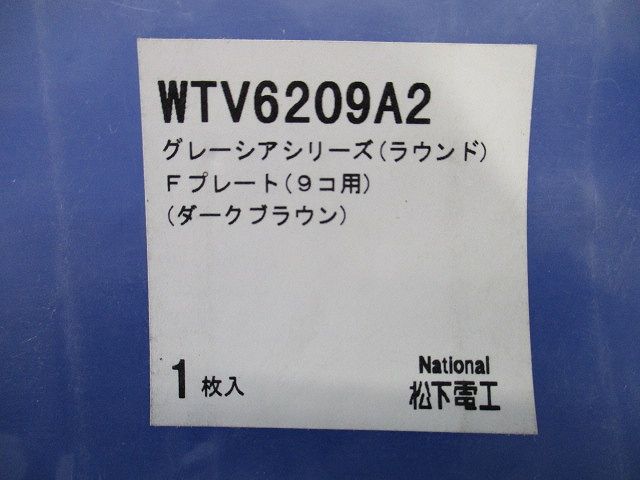 WTV6209A2
グレーシアシリーズ(ラウンド)
Fプレート(9コ用)
(ダークブラウン)
1枚入
National
松下電工